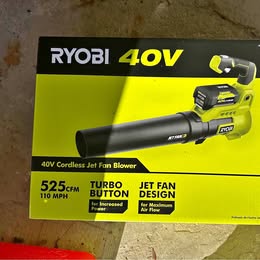 RYOBI 40V
40V Cordless Jet Fan Blower
525 CFM
110 MPH
TURBO
BUTTON
for Increased
Power
JET FAN
DESIGN
for Maximum
Air Flow
RYOBI